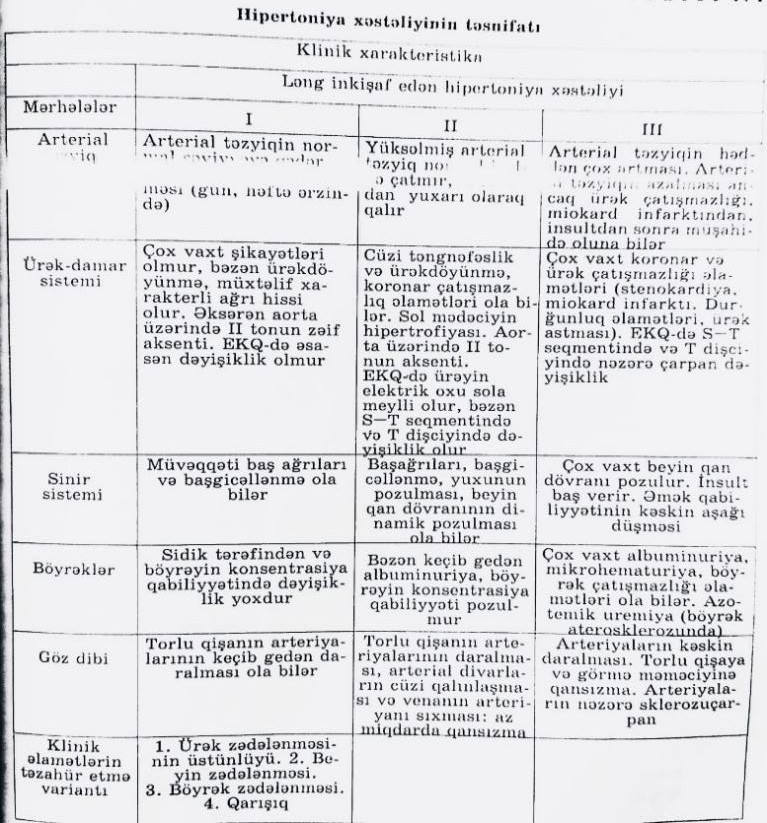 Hipertoniya xəstəliyinin təsnifatı
Klinik xarakteristika
Ləng inkişaf edən hipertoniya xəstəliyi
Mərhələlər
I
II
III
Arterial
Arterial təzyiqin nor-
məsi (gün, həftə ərzin-
də)
Yüksəlmiş arterial
təzyiq
çatmır,
dan yuxarı olaraq
qalır
Arterial təzyiqin həd-
dən çox artması. Arteri-
təzyiqin azalması an-
caq ürək çatışmazlığı,
miokard infarktından,
insultdan sonra müşahi-
də oluna bilər
Ürək-damar
sistemi
Çox vaxt şikayətləri
olmur, bəzən ürəkdö-
yünmə, müxtəlif xa-
rakterli ağrı hissi
olur. Əksərən aorta
üzərində II tonun zəif
aksenti. EKQ-də əsa-
sən dəyişiklik olmur
Cüzi təngnəfəslik
və ürəkdöyünmə,
koronar çatışmaz-
lıq əlamətləri ola bi-
lər. Sol mədəciyin
hipertrofiyası. Aor-
ta üzərində II to-
nun aksenti.
EKQ-də ürəyin
elektrik oxu sola
meylli olur, bəzən
S—T seqmentində
və T dişciyində də-
yişiklik olur
Çox vaxt koronar və
ürək çatışmazlığı əla-
mətləri (stenokardiya,
miokard infarktı. Dur-
ğunluq əlamətləri, urək
astması). EKQ-də S—T
seqmentində və T dişci-
yində nəzərə çarpan də-
yişiklik
Sinir
sistemi
Müvəqqəti baş ağrıları
və başgicəllənmə ola
bilər
Başağrıları, başgi-
cəllənmə, yuxunun
pozulması, beyin
qan dövranının di-
namik pozulması
ola bilər
Çox vaxt beyin qan
dövranı pozulur. İnsult
baş verir. Əmək qabi-
liyyətinin kəskin aşağı
düşməsi
Böyrəklər
Sidik tərəfindən və
böyrəyin konsentrasiya
qabiliyyətində dəyişik-
lik yoxdur
Bəzən keçib gedən
albuminuriya, böy-
rəyin konsentrasiya
qabiliyyəti pozul-
mur
Çox vaxt albuminuriya,
mikrohematuriya, böy-
rək çatışmazlığı əla-
mətləri ola bilər. Azo-
temik uremiya (böyrək
aterosklerozunda)
Göz dibi
Torlu qişanın arteriya-
larının keçib gedən da-
ralması ola bilər
Torlu qişanın arte-
riyalarının daralma-
sı, arterial divarla-
rın cüzi qalınlaşma-
sı və venanın arteri-
yanı sıxması: az
miqdarda qansızma
Arteriyaların kəskin
daralması. Torlu qişaya
və görmə məməciyinə
qansızma. Arteriyala-
rın nəzərə sklerozuçar-
pan
Klinik
əlamətlərin
təzahür etmə
variantı
1. Ürək zədələnməsi-
nin üstünlüyü. 2. Be-
yin zədələnməsi.
3. Böyrək zədələnməsi.
4. Qarışıq